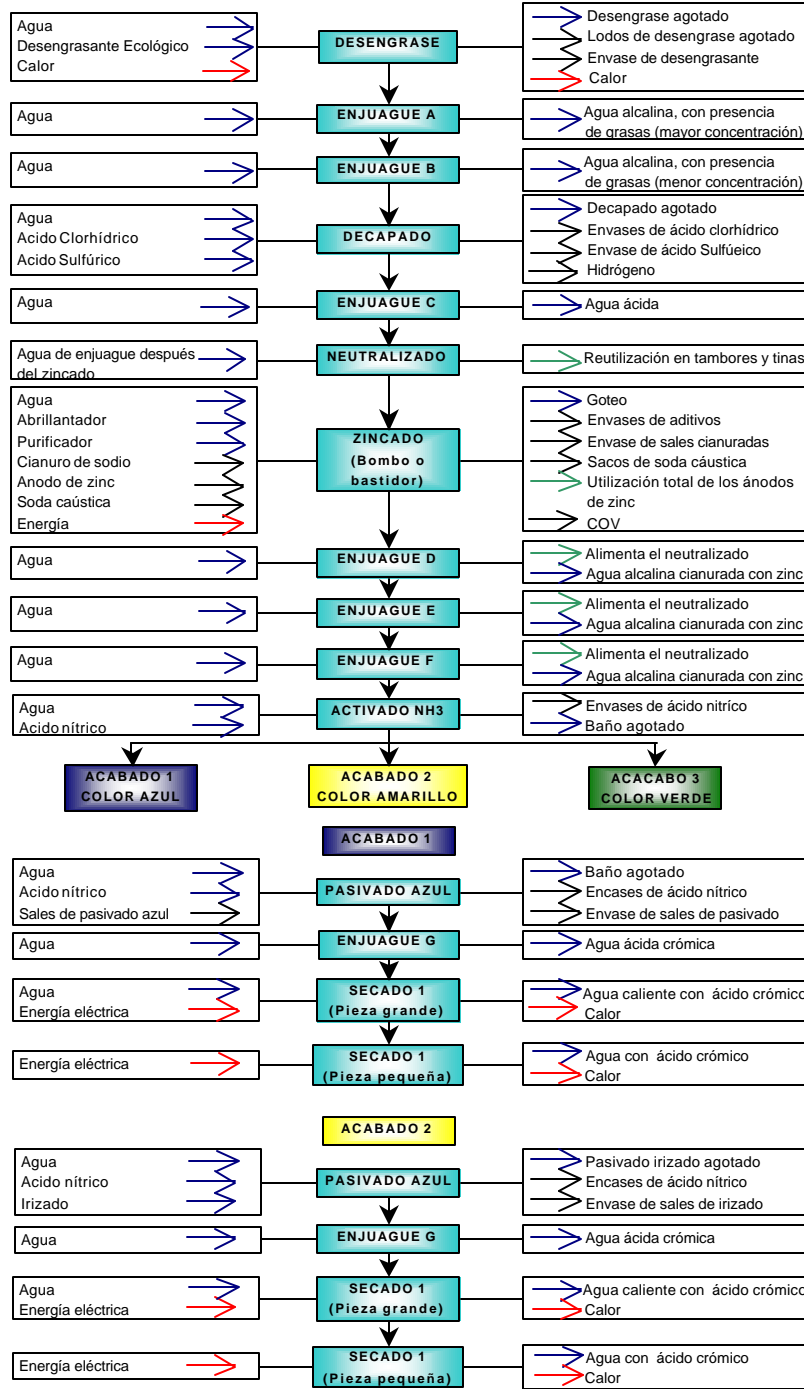 Agua
Desengrasante Ecológico
Calor
DESENGRASE
Desengrase agotado
Lodos de desengrase agotado
Envase de desengrasante
Calor
Agua
ENJUAGUE A
Agua alcalina, con presencia
de grasas (mayor concentración)
Agua
ENJUAGUE B
Agua alcalina, con presencia
de grasas (menor concentración)
Agua
Acido Clorhídrico
Acido Sulfúrico
DECAPADO
Decapado agotado
Envases de ácido clorhídrico
Envase de ácido Sulfúeico
Hidrógeno
Agua
ENJUAGUE C
Agua ácida
Agua de enjuague después
del zincado
NEUTRALIZADO
Reutilización en tambores y tinas
Agua
Abrillantador
Purificador
Cianuro de sodio
Anodo de zinc
Soda caústica
Energía
ZINCADO
(Bombo o
bastidor)
Goteo
Envases de aditivos
Envase de sales cianuradas
Sacos de soda cáustica
Utilización total de los ánodos
de zinc
COV
Agua
ENJUAGUE D
Alimenta el neutralizado
Agua alcalina cianurada con zinc
Agua
ENJUAGUE E
Alimenta el neutralizado
Agua alcalina cianurada con zinc
Agua
ENJUAGUE F
Alimenta el neutralizado
Agua alcalina cianurada con zinc
Agua
Acido nítrico
ACTIVADO NH3
Envases de ácido nitríco
Baño agotado
ACABADO 1
COLOR AZUL
ACABADO 2
COLOR AMARILLO
ACACABO 3
COLOR VERDE
ACABADO 1
Agua
Acido nítrico
Sales de pasivado azul
PASIVADO AZUL
Baño agotado
Encases de ácido nítrico
Envase de sales de pasivado
Agua
ENJUAGUE G
Agua ácida crómica
Agua
Energía eléctrica
SECADO 1
(Pieza grande)
Agua caliente con ácido crómico
Calor
Energía eléctrica
SECADO 1
(Pieza pequeña)
Agua con ácido crómico
Calor
ACABADO 2
Agua
Acido nítrico
Irizado
PASIVADO AZUL
Pasivado irizado agotado
Encases de ácido nítrico
Envase de sales de irizado
Agua
ENJUAGUE G
Agua ácida crómica
Agua
Energía eléctrica
SECADO 1
(Pieza grande)
Agua caliente con ácido crómico
Calor
Energía eléctrica
SECADO 1
(Pieza pequeña)
Agua con ácido crómico
Calor